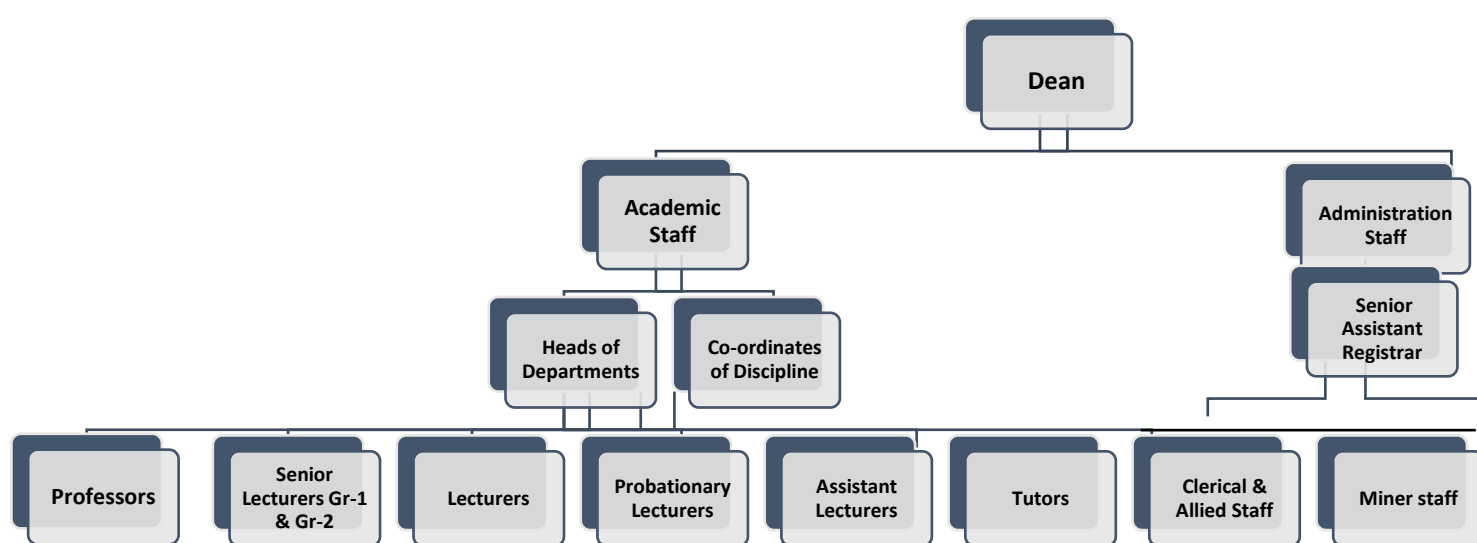 Dean
Academic
Staff
Administration
Staff
Senior
Assistant
Registrar
Heads of
Departments
Co-ordinates
of Discipline
Professors
Senior
Lecturers Gr-1
& Gr-2
Lecturers
Probationary
Lecturers
Assistant
Lecturers
Tutors
Clerical &
Allied Staff
Miner staff